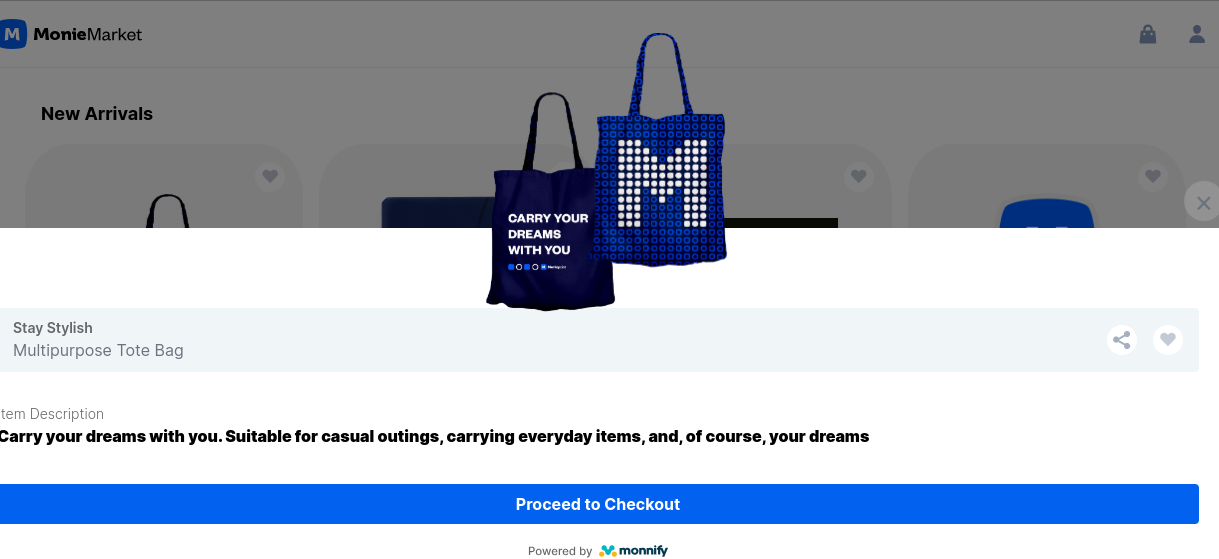 M MonieMarket
New Arrivals
CARRY YOUR
DREAMS
WITH YOU
M
Stay Stylish
Multipurpose Tote Bag
tem Description
Carry your dreams with you. Suitable for casual outings, carrying everyday items, and, of course, your dreams
Proceed to Checkout
Powered by monnify